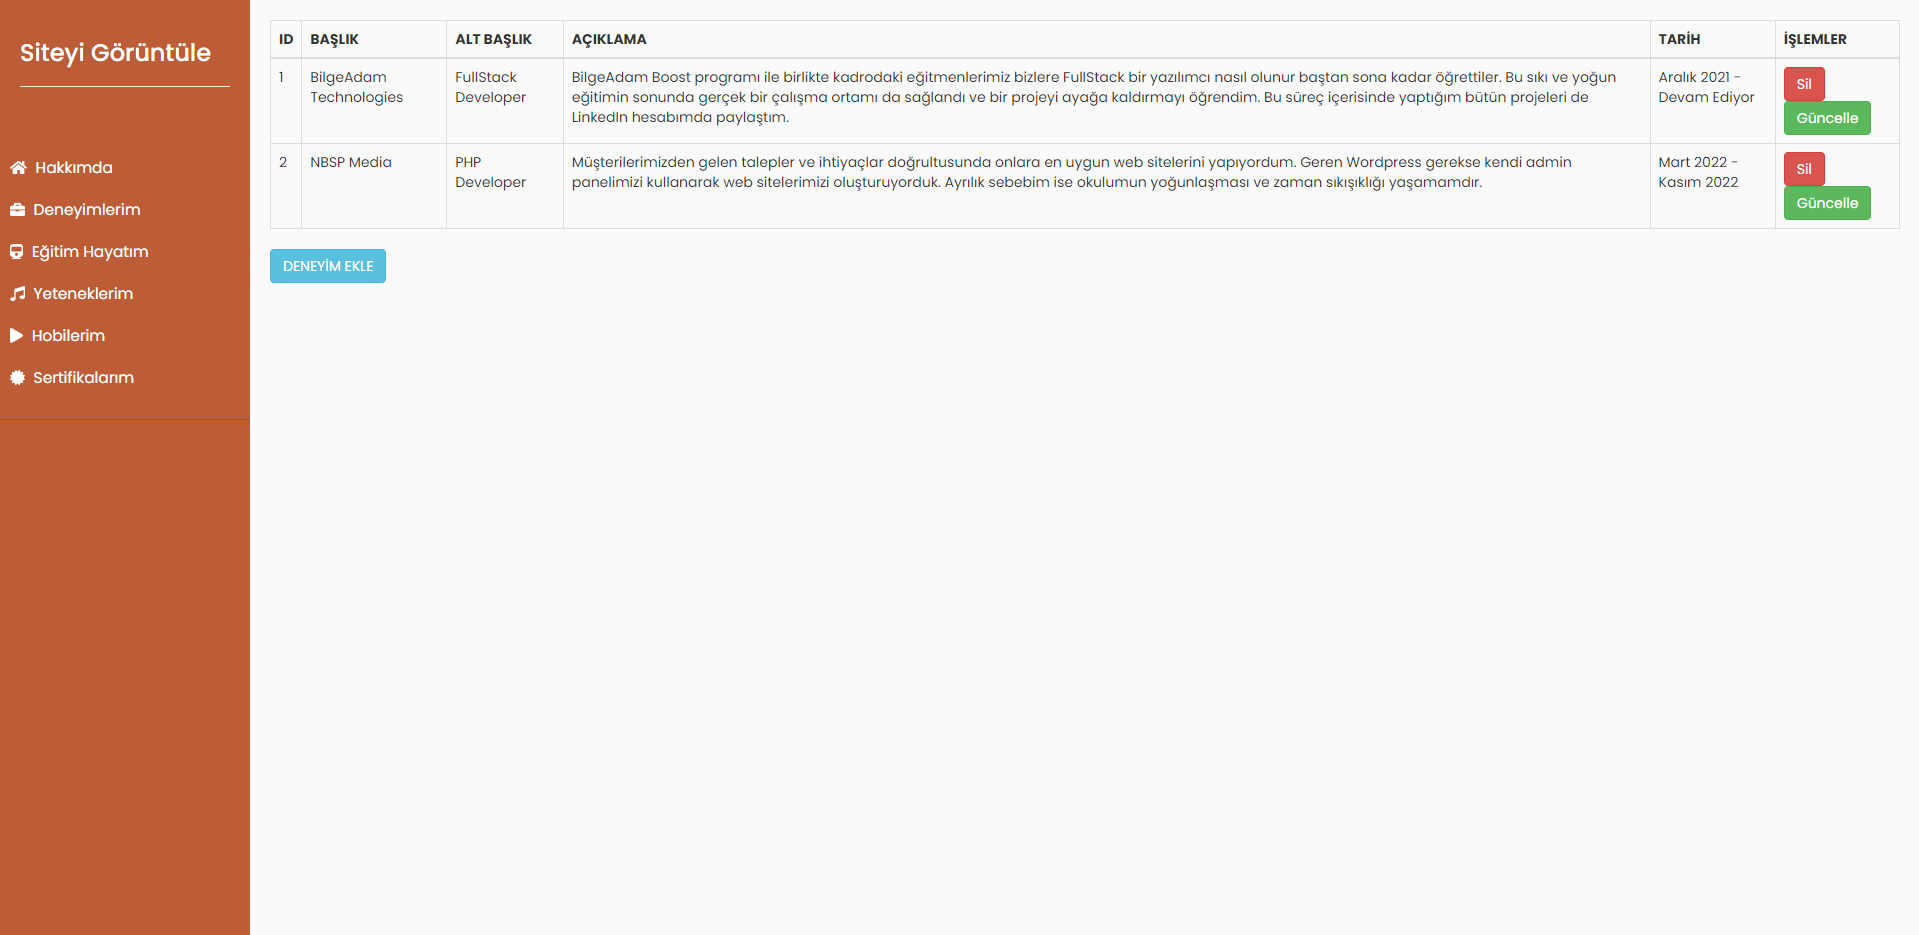 Siteyi Görüntüle
Hakkımda
Deneyimlerim
Eğitim Hayatım
Yeteneklerim
Hobilerim
Sertifikalarım
ID BAŞLIK ALT BAŞLIK AÇIKLAMA TARİH İŞLEMLER
1 BilgeAdam Technologies FullStack Developer BilgeAdam Boost programı ile birlikte kadrodaki eğitmenlerimiz bizlere FullStack bir yazılımcı nasıl olunur baştan sona kadar öğrettiler. Bu sıkı ve yoğun
eğitimin sonunda gerçek bir çalışma ortamı da sağlandı ve bir projeyi ayağa kaldırmayı öğrendim. Bu süreç içerisinde yaptığım bütün projeleri de
LinkedIn hesabımda paylaştım.
Aralık 2021 -
Devam Ediyor
Sil
Güncelle
2 NBSP Media PHP Developer Müşterilerimizden gelen talepler ve ihtiyaçlar doğrultusunda onlara en uygun web sitelerini yapıyordum. Geren Wordpress gerekse kendi admin
panelimizi kullanarak web sitelerimizi oluşturuyorduk. Ayrılık sebebim ise okulumun yoğunlaşması ve zaman sıkışıklığı yaşamamdır.
Mart 2022 -
Kasım 2022
Sil
Güncelle
DENEYİM EKLE